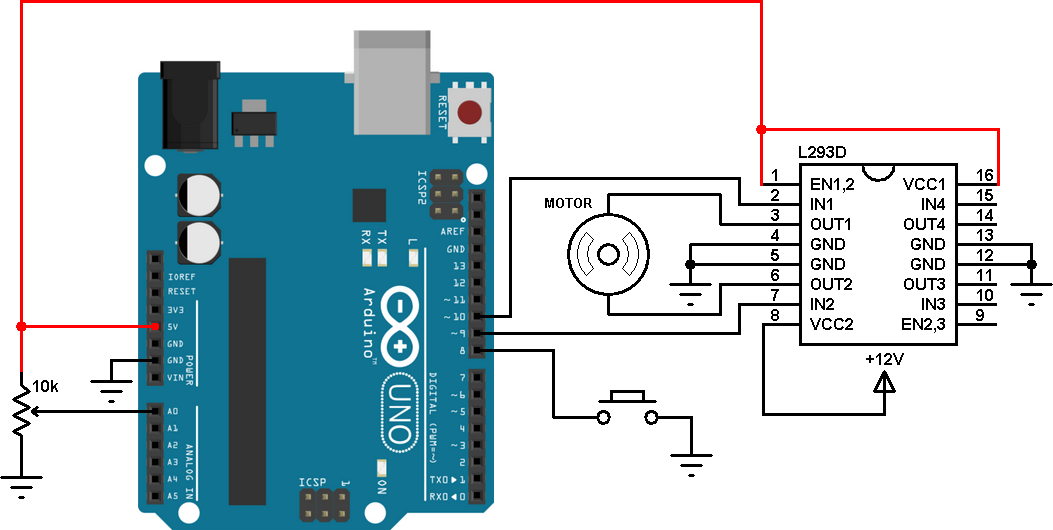 RESET
ICSP2
AREF
GND
13
12
~11
~10
~9
8
RX
TX
L
Arduino™
UNO
IOREF
RESET
3V3
5V
GND
GND
VIN
POWER
10k
A0
A1
A2
A3
A4
A5
ANALOG IN
7
~6
~5
4
~3
2
TX0▶1
RX0◀0
DIGITAL (PWM=~)
ON
ICSP
1
MOTOR
L293D
1 EN1,2
2 IN1
3 OUT1
4 GND
5 GND
6 OUT2
7 IN2
8 VCC2
VCC1 16
IN4 15
OUT4 14
GND 13
GND 12
OUT3 11
IN3 10
EN2,3 9
+12V